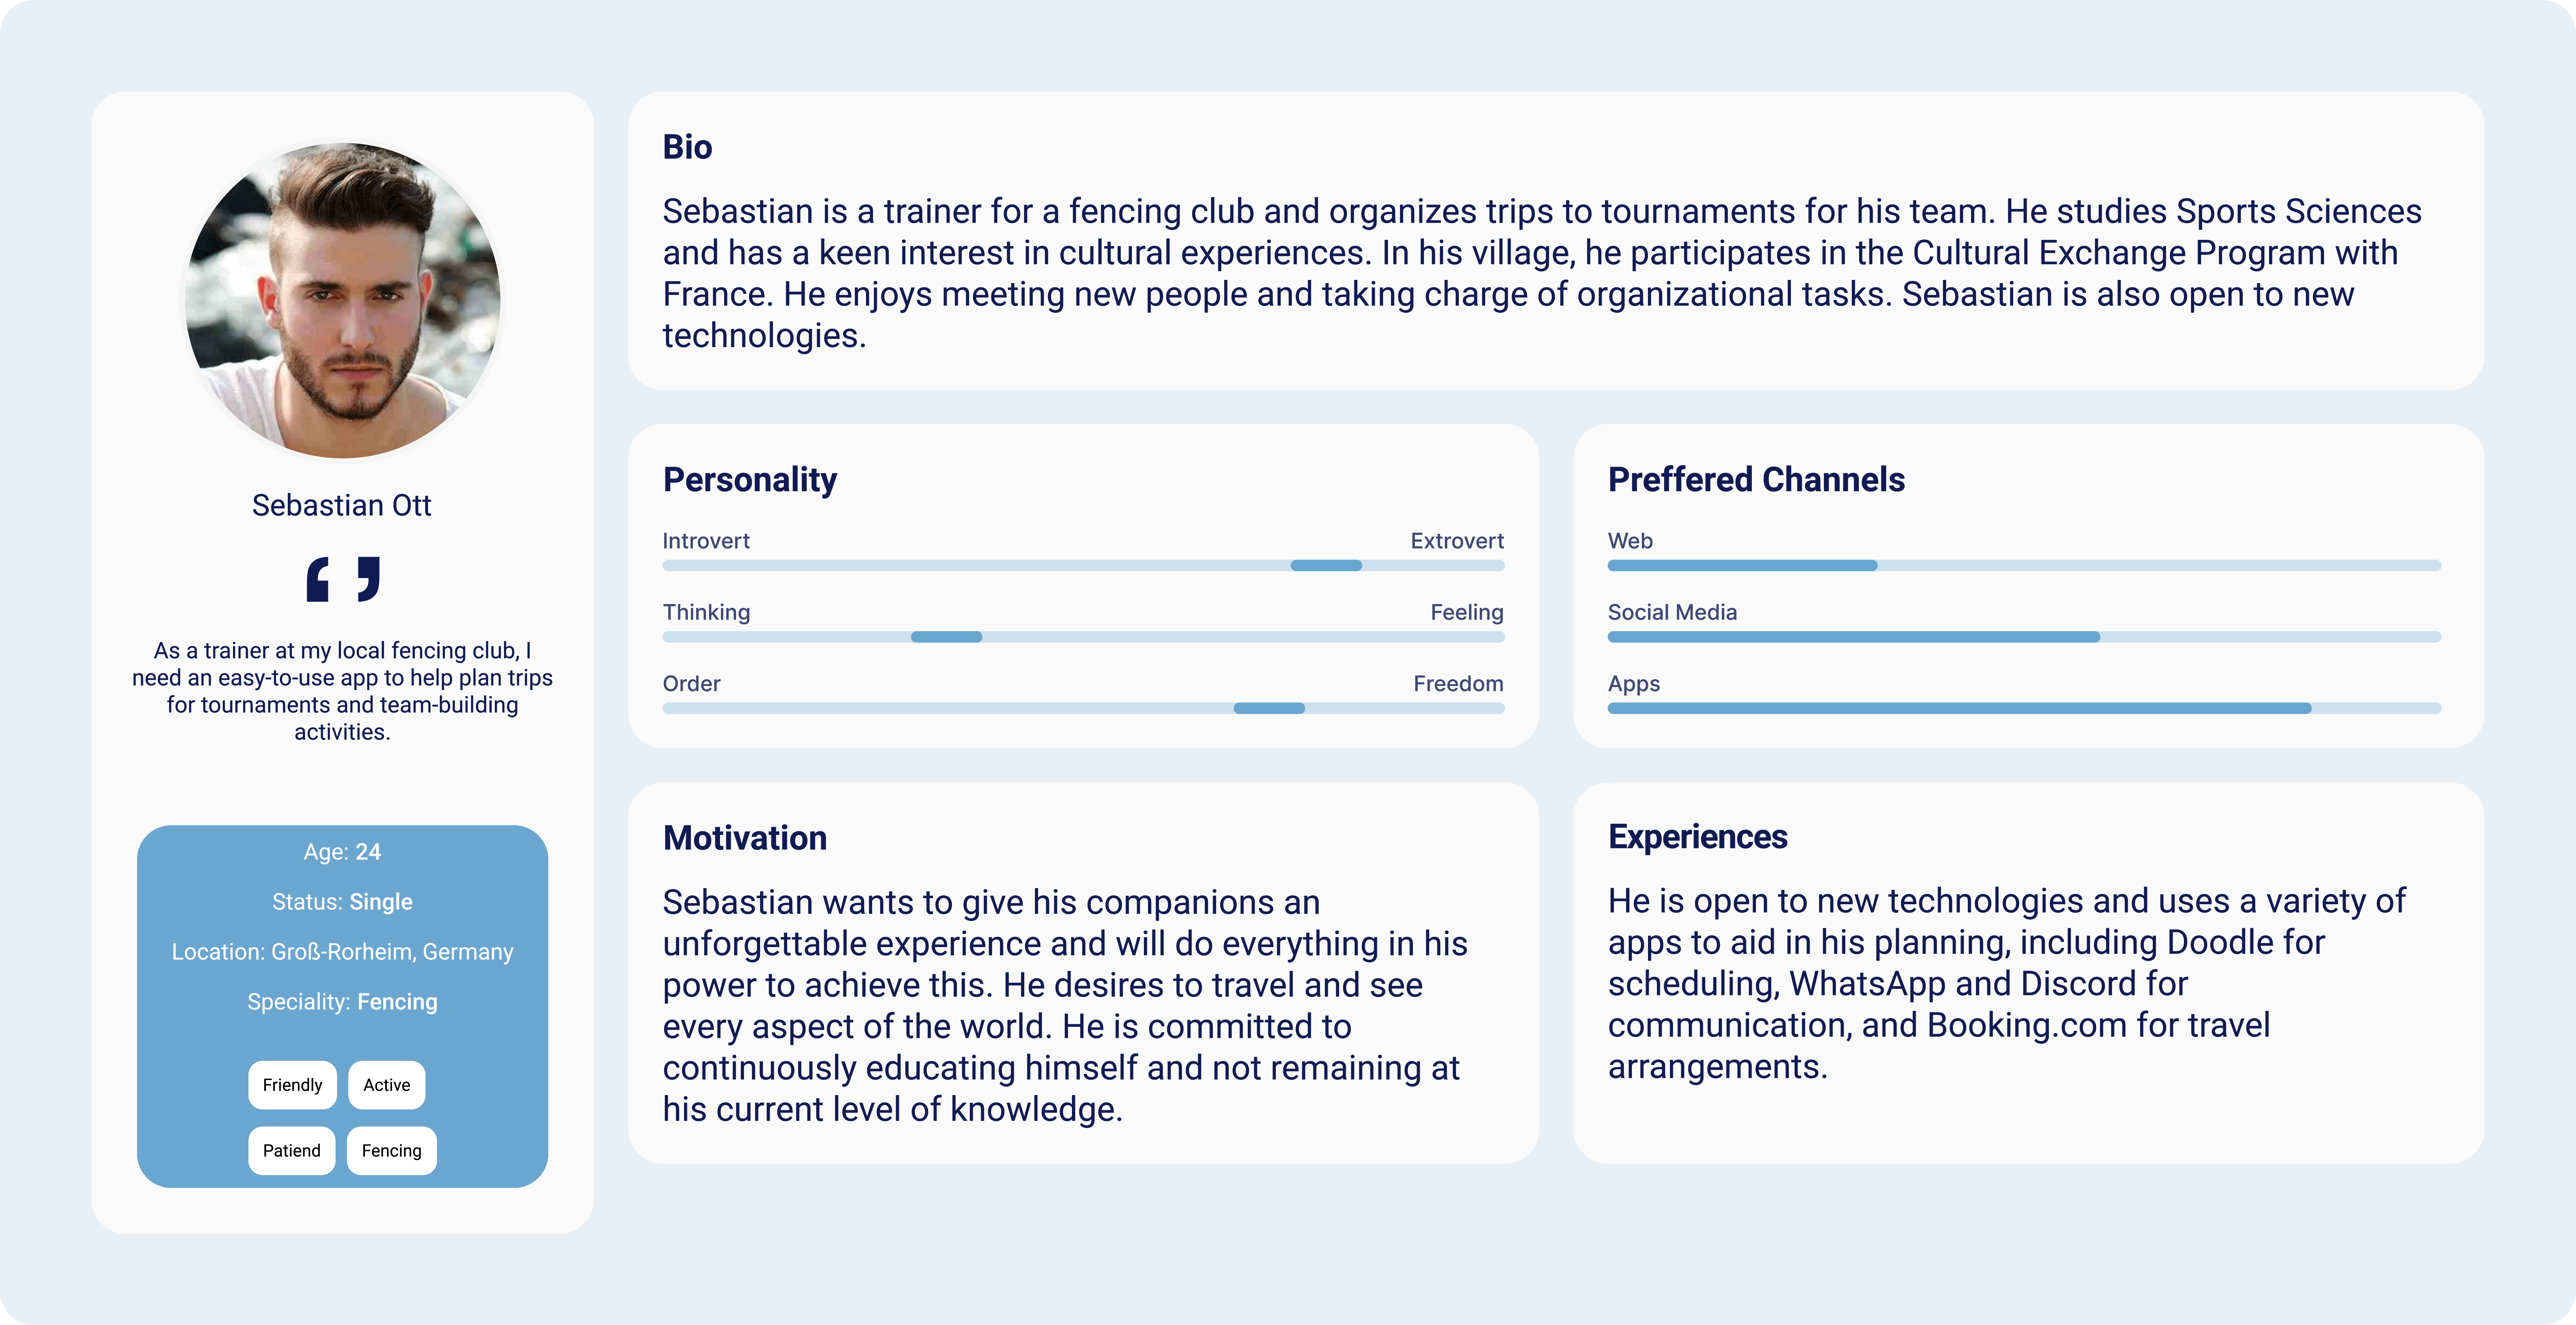 Sebastian Ott
‘ ’
As a trainer at my local fencing club, I
need an easy-to-use app to help plan trips
for tournaments and team-building
activities.
Age: 24
Status: Single
Location: Groß-Rorheim, Germany
Speciality: Fencing
Friendly Active
Patiend Fencing
Bio
Sebastian is a trainer for a fencing club and organizes trips to tournaments for his team. He studies Sports Sciences
and has a keen interest in cultural experiences. In his village, he participates in the Cultural Exchange Program with
France. He enjoys meeting new people and taking charge of organizational tasks. Sebastian is also open to new
technologies.
Personality
Introvert Extrovert
Thinking Feeling
Order Freedom
Preffered Channels
Web
Social Media
Apps
Motivation
Sebastian wants to give his companions an
unforgettable experience and will do everything in his
power to achieve this. He desires to travel and see
every aspect of the world. He is committed to
continuously educating himself and not remaining at
his current level of knowledge.
Experiences
He is open to new technologies and uses a variety of
apps to aid in his planning, including Doodle for
scheduling, WhatsApp and Discord for
communication, and Booking.com for travel
arrangements.